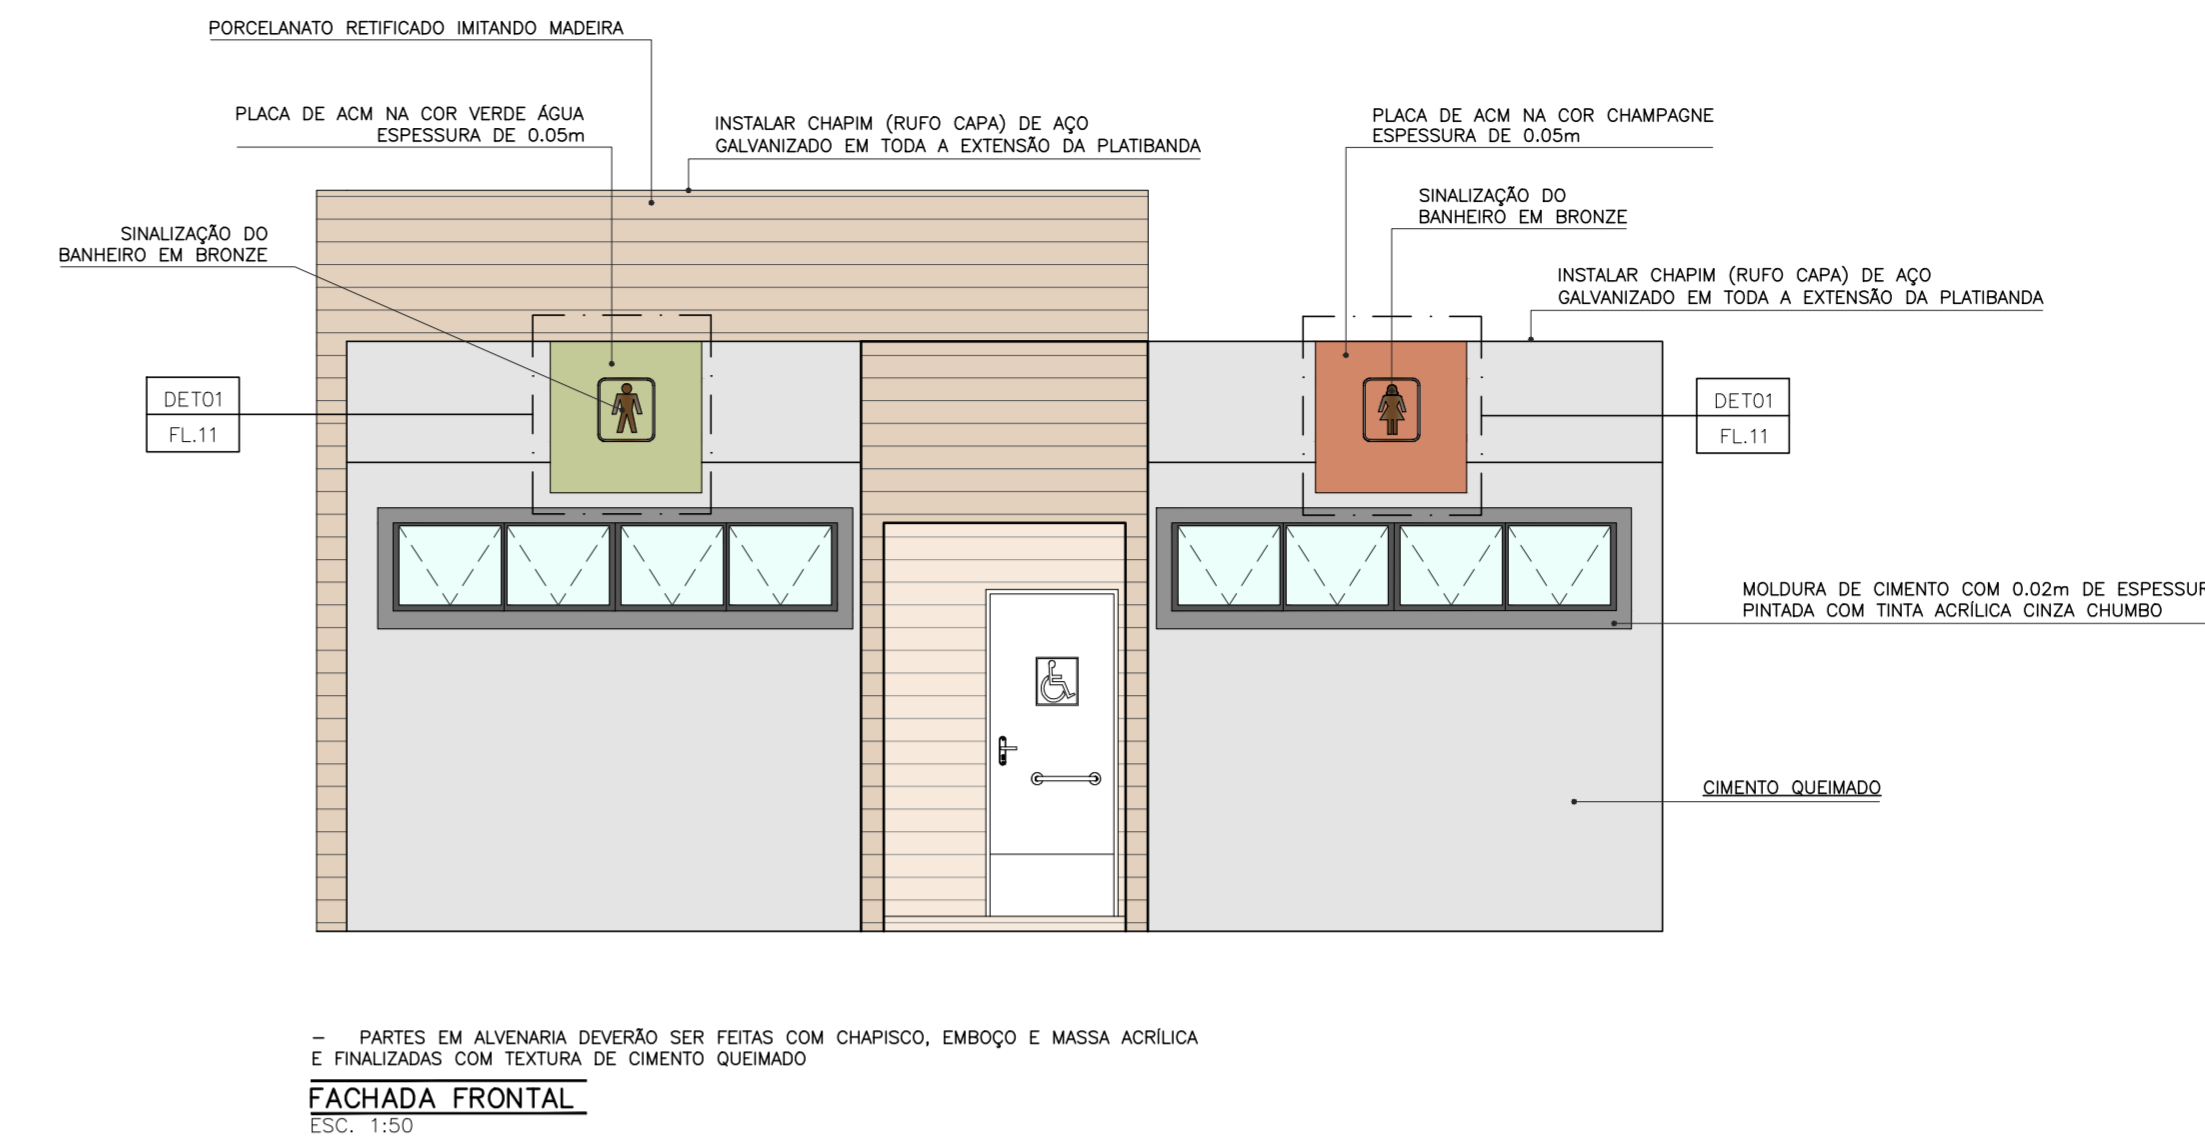 PORCELANATO RETIFICADO IMITANDO MADEIRA
PLACA DE ACM NA COR VERDE ÁGUA
ESPESSURA DE 0.05m
INSTALAR CHAPIM (RUFO CAPA) DE AÇO
GALVANIZADO EM TODA A EXTENSÃO DA PLATIBANDA
PLACA DE ACM NA COR CHAMPAGNE
ESPESSURA DE 0.05m
SINALIZAÇÃO DO
BANHEIRO EM BRONZE
SINALIZAÇÃO DO
BANHEIRO EM BRONZE
INSTALAR CHAPIM (RUFO CAPA) DE AÇO
GALVANIZADO EM TODA A EXTENSÃO DA PLATIBANDA
DET01
FL.11
DET01
FL.11
MOLDURA DE CIMENTO COM 0.02m DE ESPESSUR
PINTADA COM TINTA ACRÍLICA CINZA CHUMBO
CIMENTO QUEIMADO
– PARTES EM ALVENARIA DEVERÃO SER FEITAS COM CHAPISCO, EMBOÇO E MASSA ACRÍLICA
E FINALIZADAS COM TEXTURA DE CIMENTO QUEIMADO
FACHADA FRONTAL
ESC. 1:50